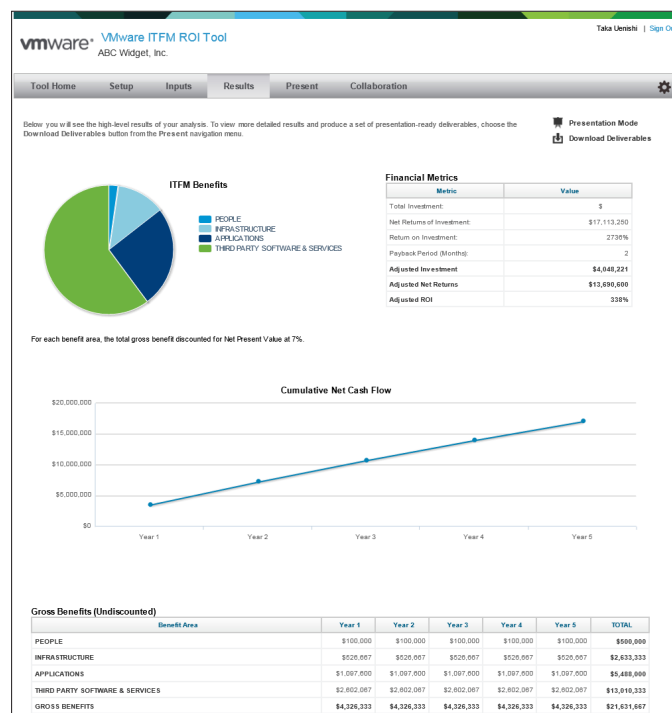 Taka Uenishi | Sign Ou
vmware® VMware ITFM ROI Tool
ABC Widget, Inc.
Tool Home Setup Inputs Results Present Collaboration
Below you will see the high-level results of your analysis. To view more detailed results and produce a set of presentation-ready deliverables, choose the
Download Deliverables button from the Present navigation menu.
Presentation Mode
Download Deliverables
ITFM Benefits
PEOPLE
INFRASTRUCTURE
APPLICATIONS
THIRD PARTY SOFTWARE & SERVICES
Financial Metrics
Metric Value
Total Investment: $
Net Returns of Investment: $17,113,250
Return on Investment: 2736%
Payback Period (Months): 2
Adjusted Investment $4,048,221
Adjusted Net Returns $13,690,600
Adjusted ROI 338%
For each benefit area, the total gross benefit discounted for Net Present Value at 7%.
Cumulative Net Cash Flow
$20,000,000
$15,000,000
$10,000,000
$5,000,000
$0
Year 1 Year 2 Year 3 Year 4 Year 5
Gross Benefits (Undiscounted)
Benefit Area Year 1 Year 2 Year 3 Year 4 Year 5 TOTAL
PEOPLE $100,000 $100,000 $100,000 $100,000 $100,000 $500,000
INFRASTRUCTURE $526,667 $526,667 $526,667 $526,667 $526,667 $2,633,333
APPLICATIONS $1,097,600 $1,097,600 $1,097,600 $1,097,600 $1,097,600 $5,488,000
THIRD PARTY SOFTWARE & SERVICES $2,602,067 $2,602,067 $2,602,067 $2,602,067 $2,602,067 $13,010,333
GROSS BENEFITS $4,326,333 $4,326,333 $4,326,333 $4,326,333 $4,326,333 $21,631,667